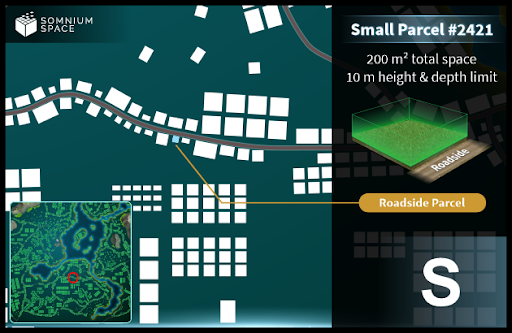 SOMNIUM
SPACE
Small Parcel #2421
200 m² total space
10 m height & depth limit
Roadside
Roadside Parcel
S